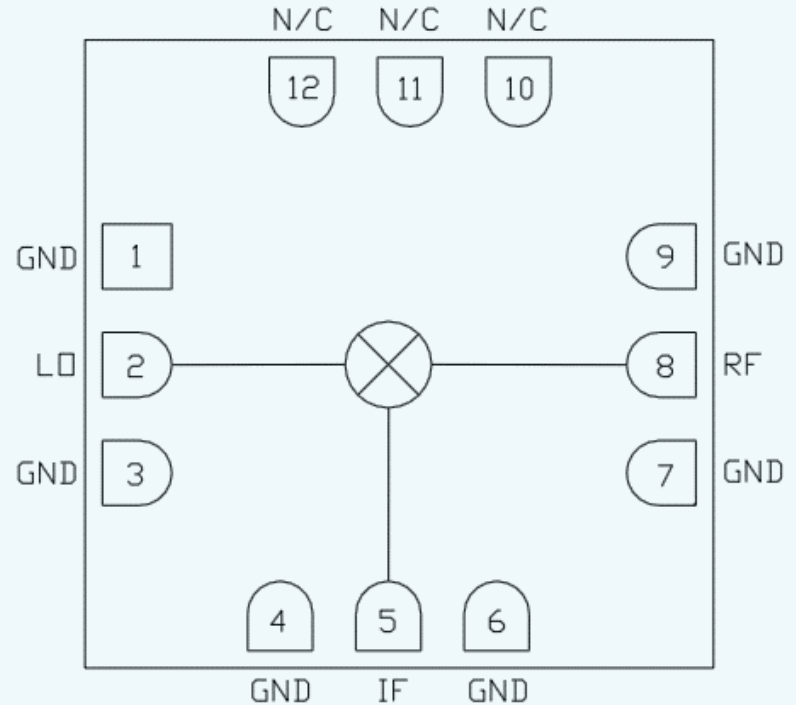 N/C N/C N/C
12 11 10
GND 1 9 GND
LO 2 8 RF
GND 3 7 GND
4 5 6
GND IF GND